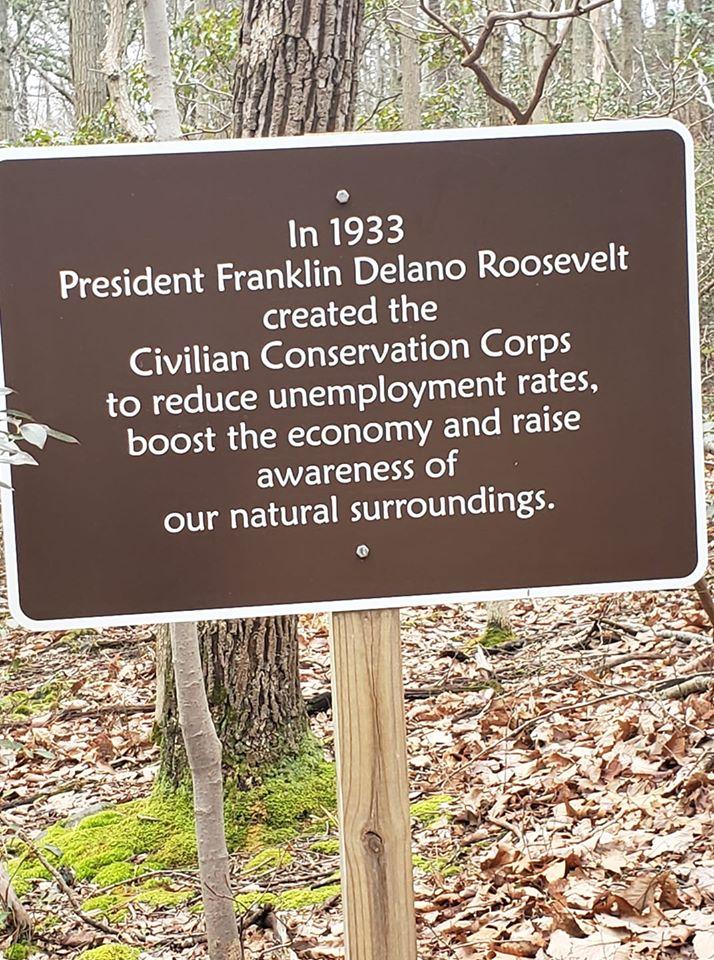 In 1933
President Franklin Delano Roosevelt
created the
Civilian Conservation Corps
to reduce unemployment rates,
boost the economy and raise
awareness of
our natural surroundings.